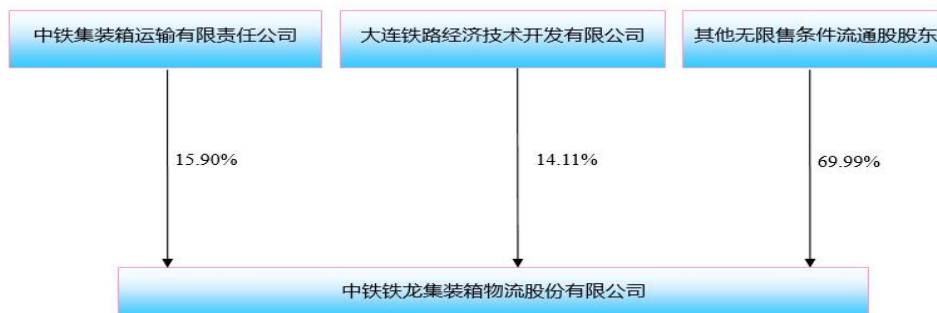 中铁集装箱运输有限责任公司
大连铁路经济技术开发有限公司
其他无限售条件流通股股东
15.90%
14.11%
69.99%
中铁铁龙集装箱物流股份有限公司